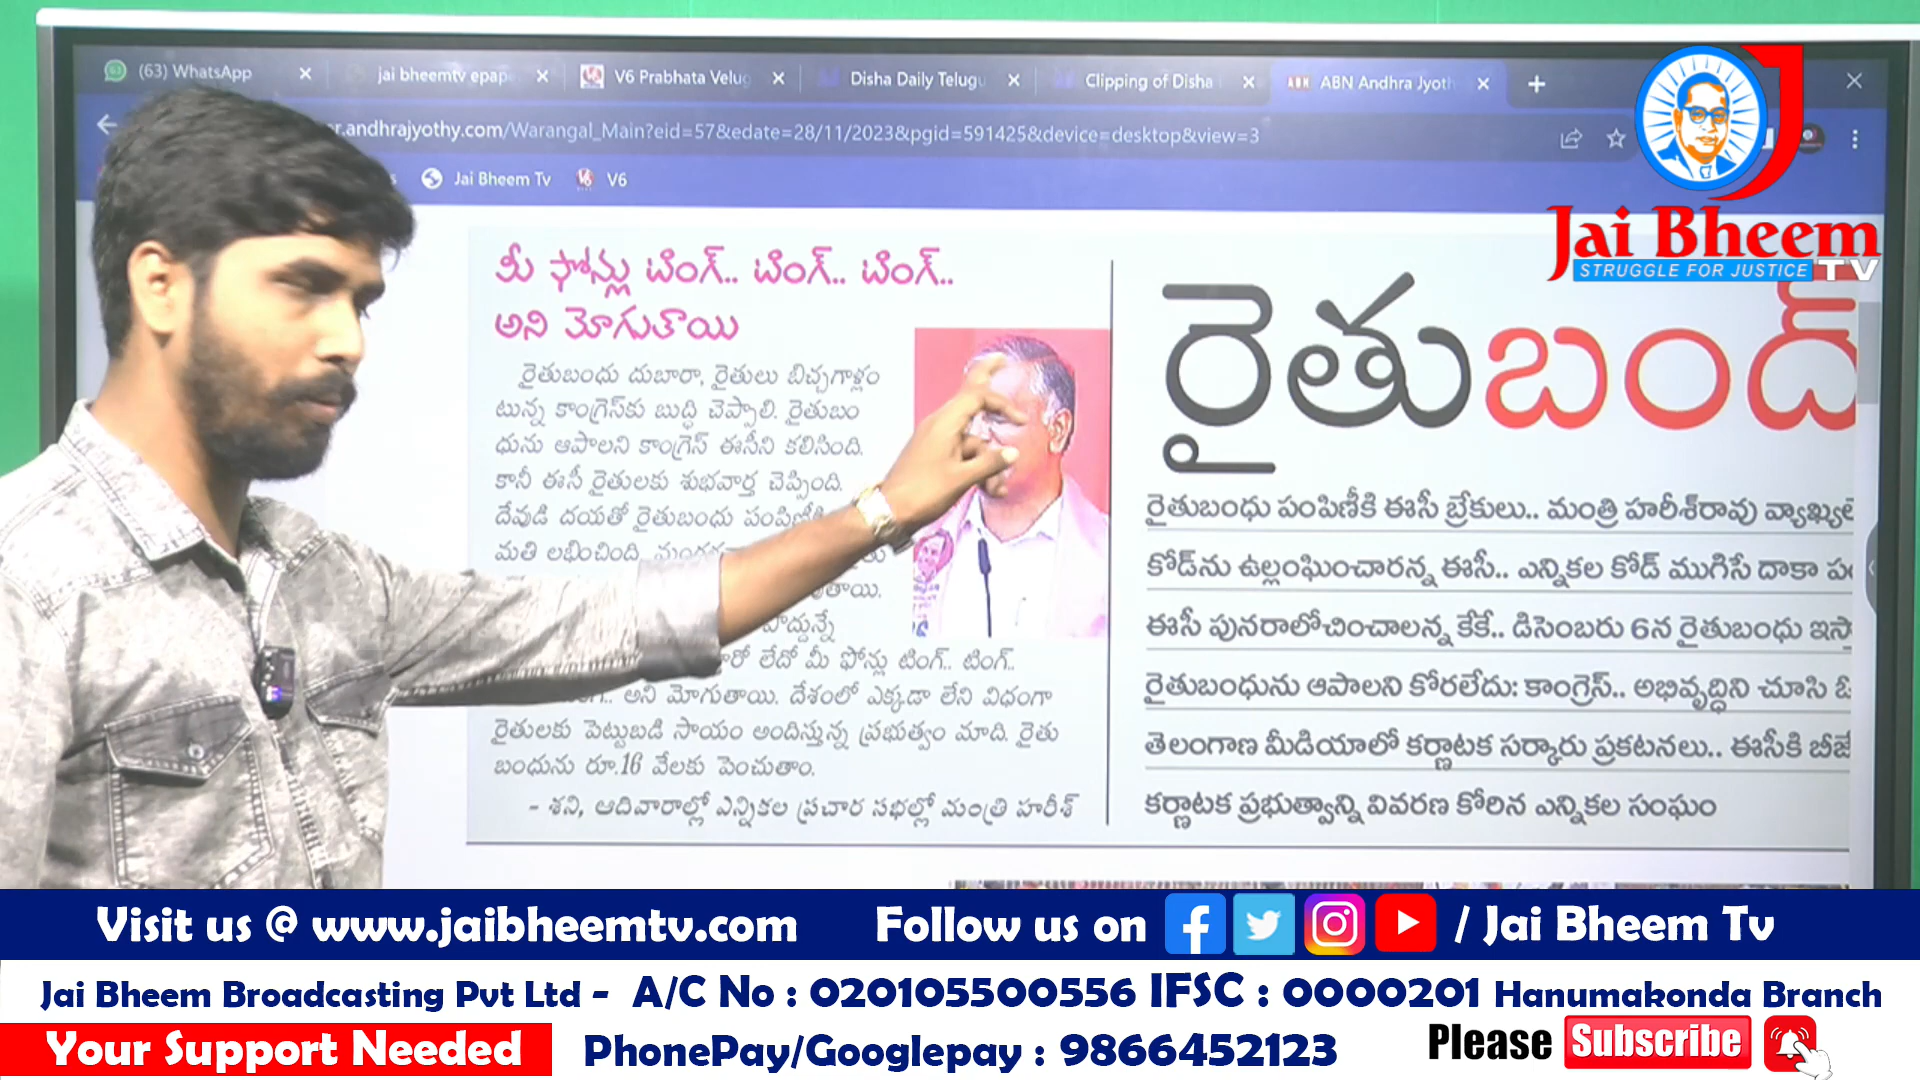 (63) WhatsApp
jai bheemtv epap
V6 Prabhata Velug
Disha Daily Telugu
Clipping of Disha
ABN Andhra Jyoth
r.andhrajyothy.com/Warangal_Main?eid=57&edate=28/11/2023&pgid=591425&device=desktop&view=3
Jai Bheem Tv
V6
Jai Bheem
STRUGGLE FOR JUSTICE TV
మీ ఫోన్లు టింగ్.. టింగ్.. టింగ్..
అని మోగుతాయి
రైతుబంధు దుబారా, రైతులు బిచ్చగాళ్లం
టున్న కాంగ్రెస్‌కు బుద్ధి చెప్పాలి. రైతుబం
ధును ఆపాలని కాంగ్రెస్ ఈసీని కలిసింది.
కానీ ఈసీ రైతులకు శుభవార్త చెప్పింది.
దేవుడి దయతో రైతుబంధు పంపిణీకి
మతి లభించింది.
తాయి.
పొద్దున్నే
లేదో మీ ఫోన్లు టింగ్.. టింగ్..
అని మోగుతాయి. దేశంలో ఎక్కడా లేని విధంగా
రైతులకు పెట్టుబడి సాయం అందిస్తున్న ప్రభుత్వం మాది. రైతు
బంధును రూ.16 వేలకు పెంచుతాం.
- శని, ఆదివారాల్లో ఎన్నికల ప్రచార సభల్లో మంత్రి హరీశ్
రైతుబంద్
రైతుబంధు పంపిణీకి ఈసీ బ్రేకులు.. మంత్రి హరీశ్‌రావు వ్యాఖ్యలే
కోడ్‌ను ఉల్లంఘించారన్న ఈసీ.. ఎన్నికల కోడ్ ముగిసే దాకా
ఈసీ పునరాలోచించాలన్న కేకే.. డిసెంబరు 6న రైతుబంధు ఇస్తా
రైతుబంధును ఆపాలని కోరలేదు: కాంగ్రెస్.. అభివృద్ధిని చూసి
తెలంగాణ మీడియాలో కర్ణాటక సర్కారు ప్రకటనలు.. ఈసీకి బీజే
కర్ణాటక ప్రభుత్వాన్ని వివరణ కోరిన ఎన్నికల సంఘం
Visit us @ www.jaibheemtv.com Follow us on / Jai Bheem Tv
Jai Bheem Broadcasting Pvt Ltd - A/C No : 020105500556 IFSC : 0000201 Hanumakonda Branch
Your Support Needed PhonePay/Googlepay : 9866452123 Please Subscribe